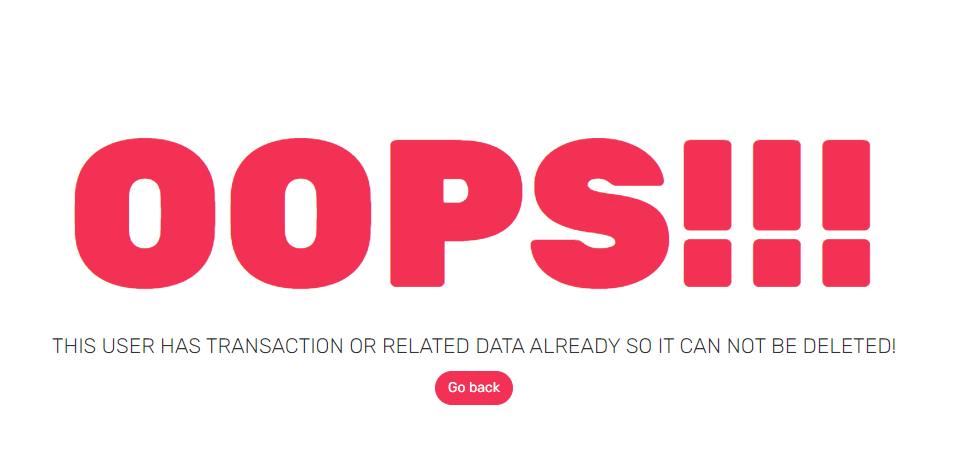 OOPS!!!
THIS USER HAS TRANSACTION OR RELATED DATA ALREADY SO IT CAN NOT BE DELETED!
Go back